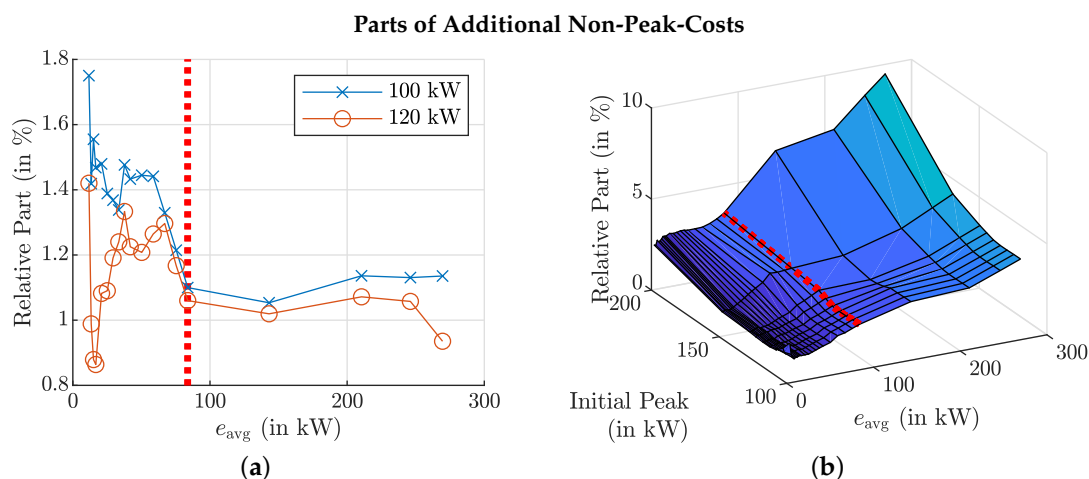 Parts of Additional Non-Peak-Costs
1.8
1.6
1.4
1.2
1
0.8
Relative Part (in %)
100 kW
120 kW
0
100
200
300
e_avg (in kW)
(a)
10
5
0
Relative Part (in %)
200
150
100
Initial Peak
(in kW)
0
100
200
300
e_avg (in kW)
(b)